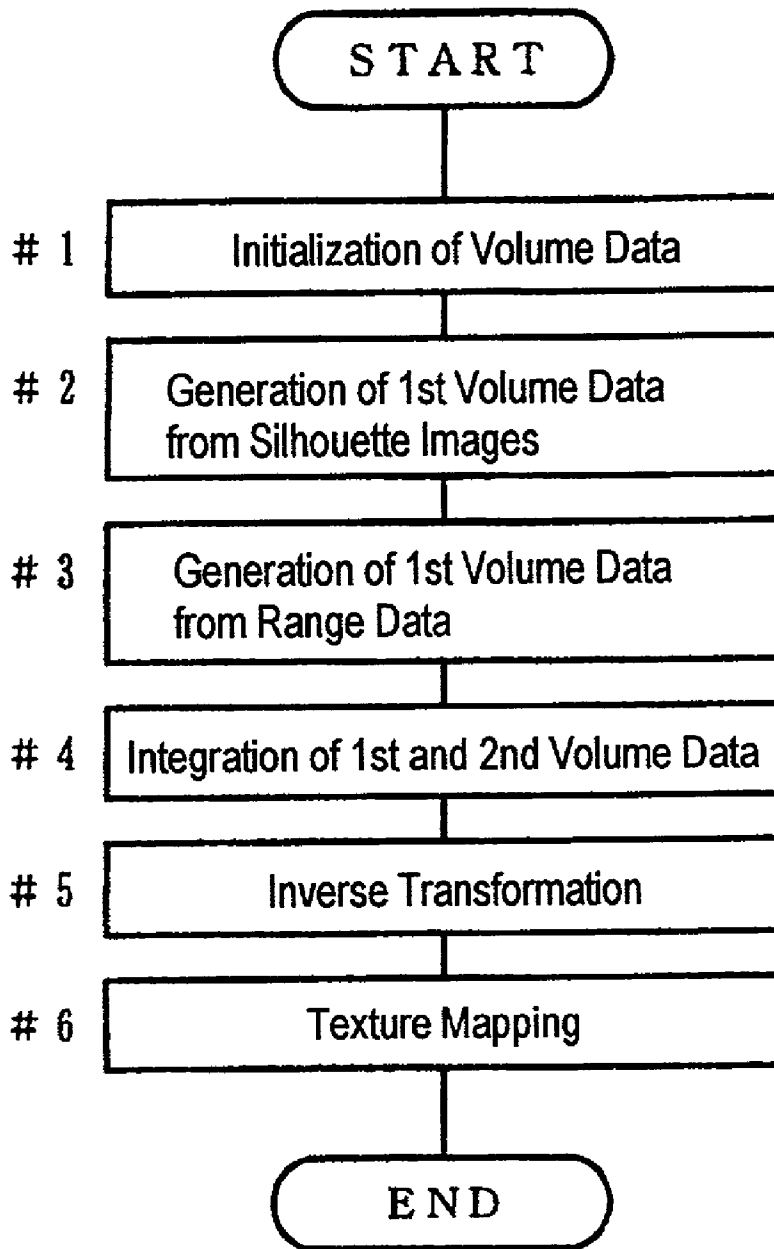 START
# 1 Initialization of Volume Data
# 2 Generation of 1st Volume Data
from Silhouette Images
# 3 Generation of 1st Volume Data
from Range Data
# 4 Integration of 1st and 2nd Volume Data
# 5 Inverse Transformation
# 6 Texture Mapping
END